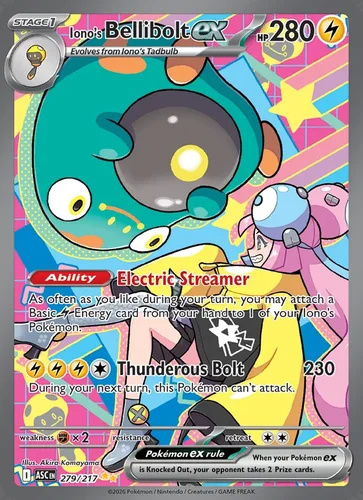 STAGE 1 Iono's Bellibolt ex HP 280
Evolves from Iono's Tadbulb
Ability Electric Streamer
As often as you like during your turn, you may attach a
Basic Energy card from your hand to 1 of your Iono's
Pokémon.
Thunderous Bolt 230
During your next turn, this Pokémon can't attack.
weakness ×2 resistance retreat
Illus. Akira Komayama
Pokémon ex rule When your Pokémon ex
is Knocked Out, your opponent takes 2 Prize cards.
ASC EN 279/217
©2026 Pokémon / Nintendo / Creatures / GAME FREAK